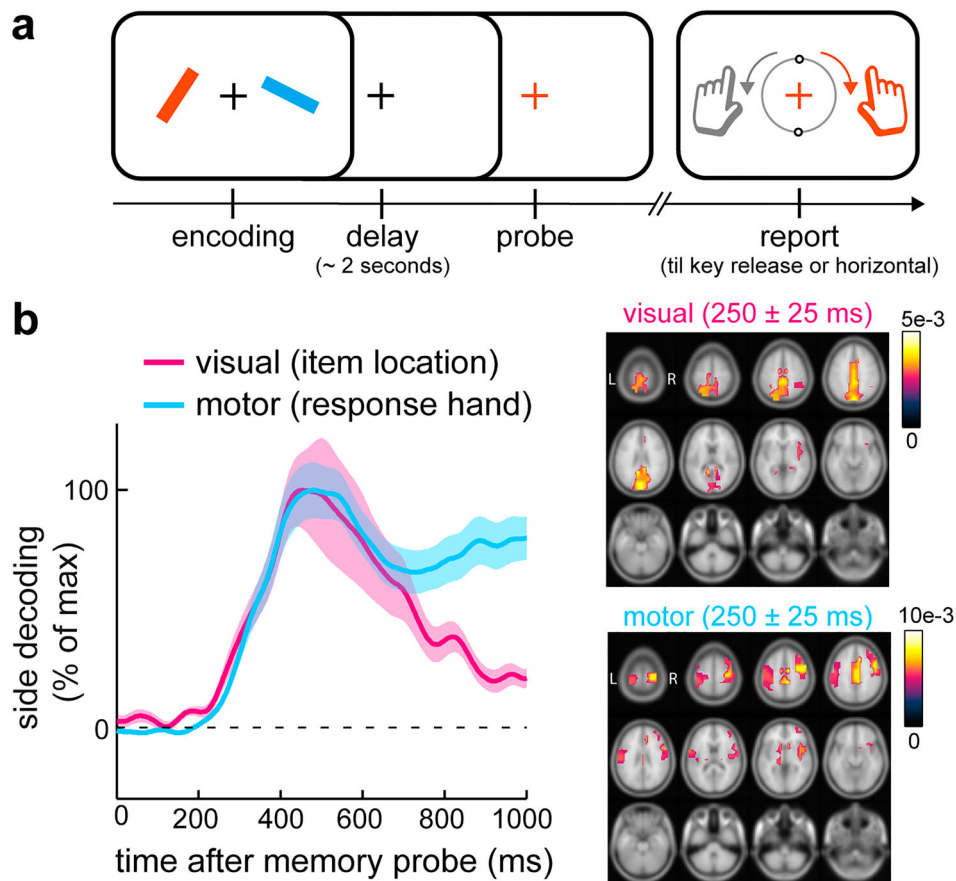 a
encoding
delay
(~ 2 seconds)
probe
report
(til key release or horizontal)
b
visual (item location)
motor (response hand)
side decoding
(% of max)
100
0
0
200
400
600
800
1000
time after memory probe (ms)
visual (250 ± 25 ms)
L
R
5e-3
0
motor (250 ± 25 ms)
L
R
10e-3
0